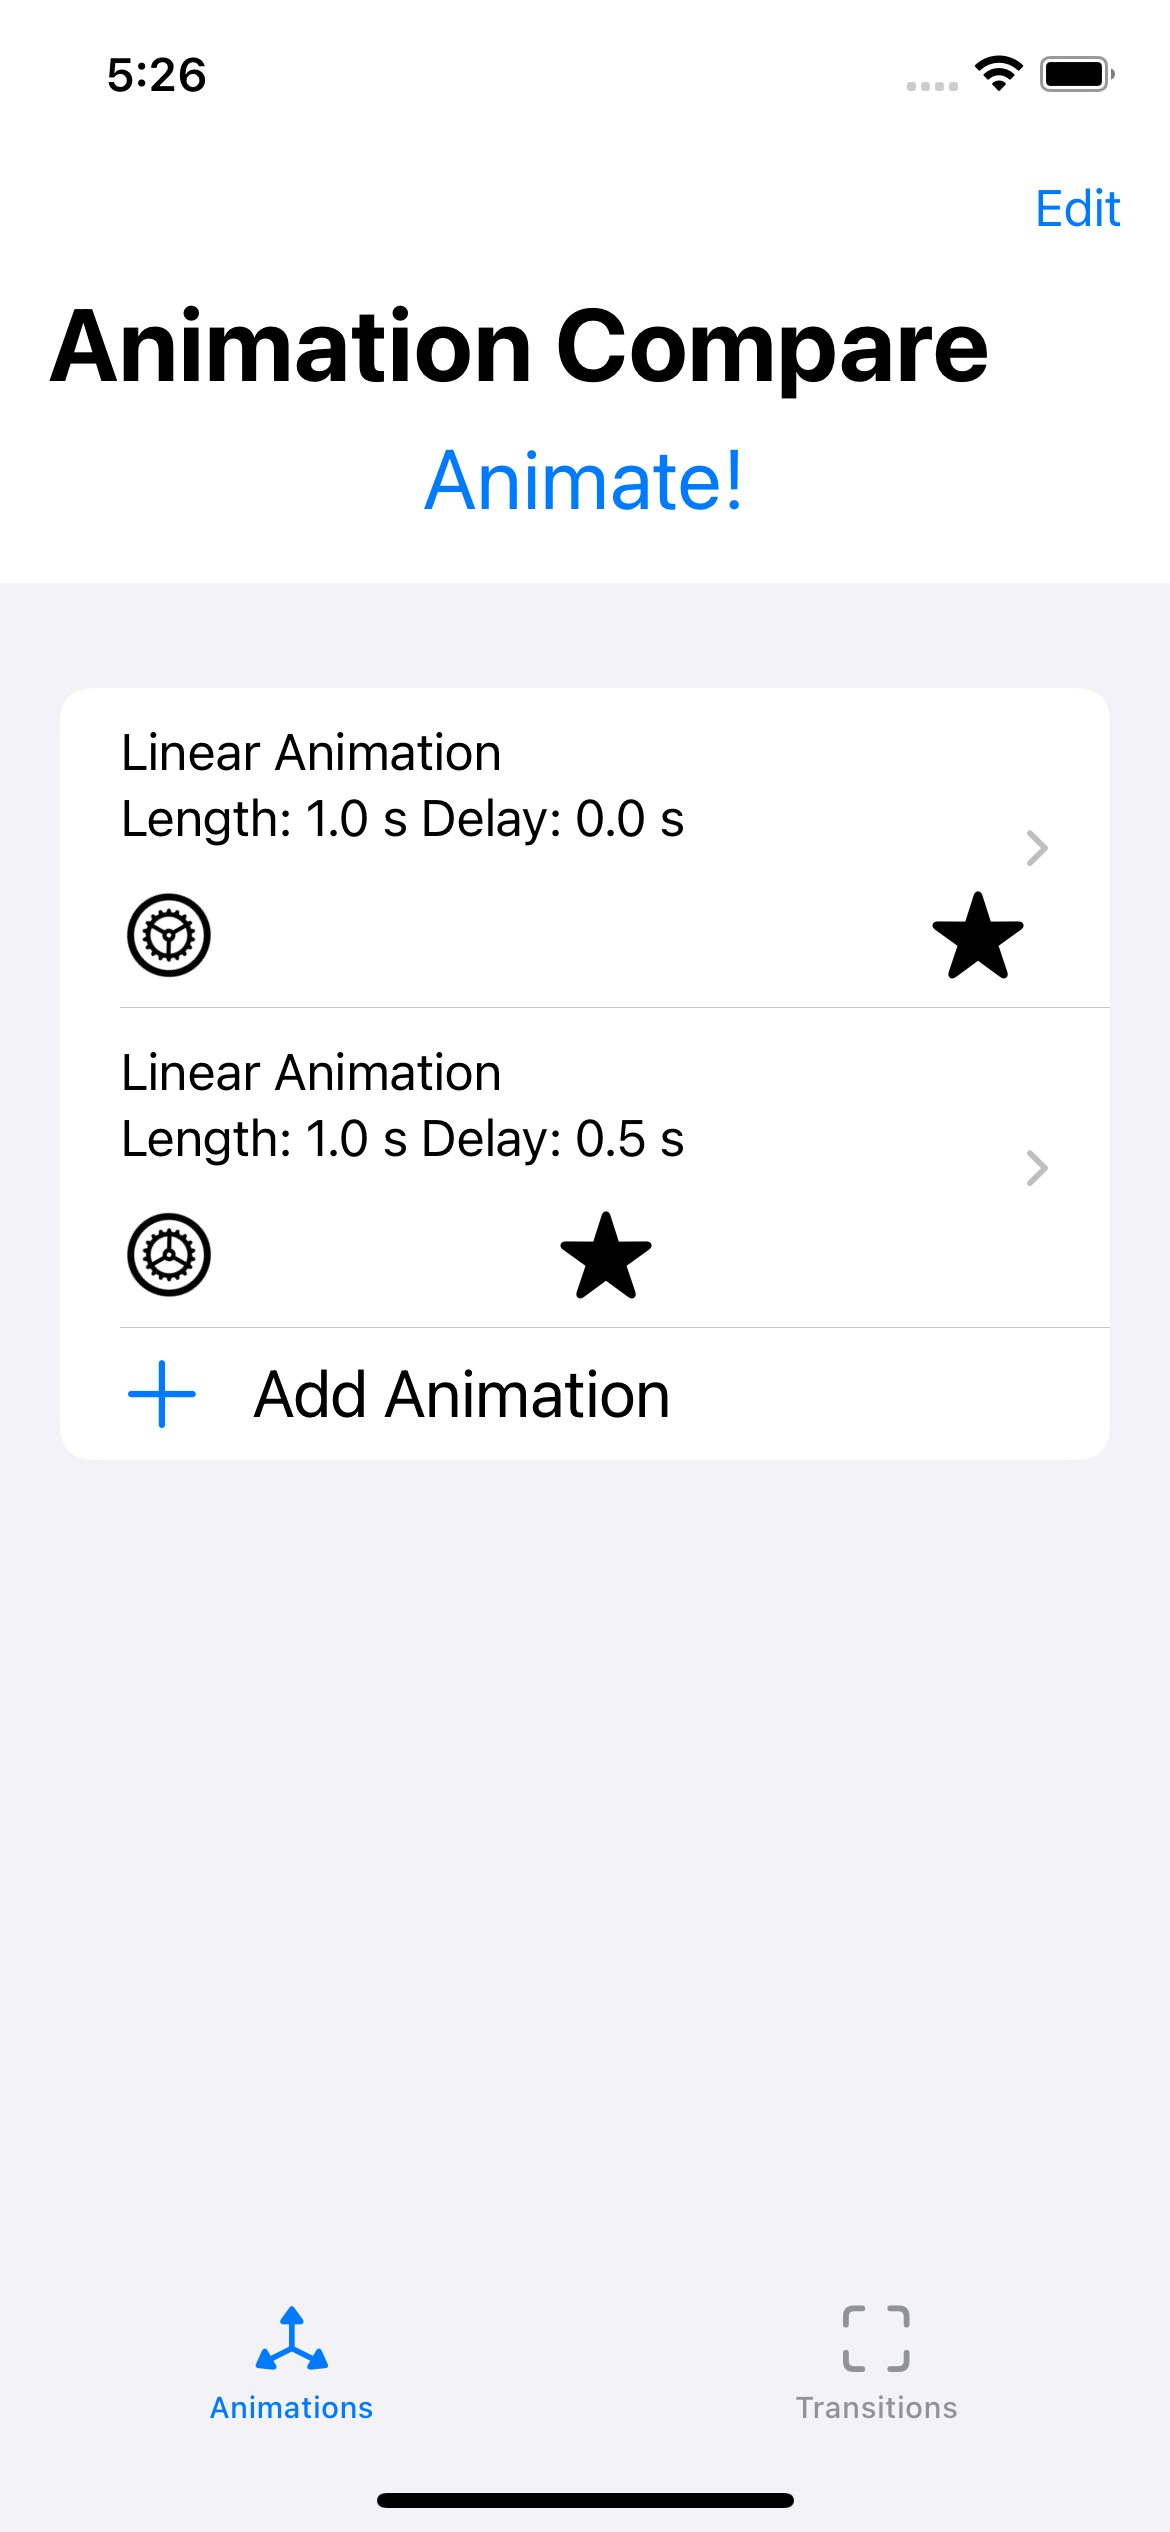 5:26
Edit
Animation Compare
Animate!
Linear Animation
Length: 1.0 s Delay: 0.0 s
Linear Animation
Length: 1.0 s Delay: 0.5 s
Add Animation
Animations
Transitions